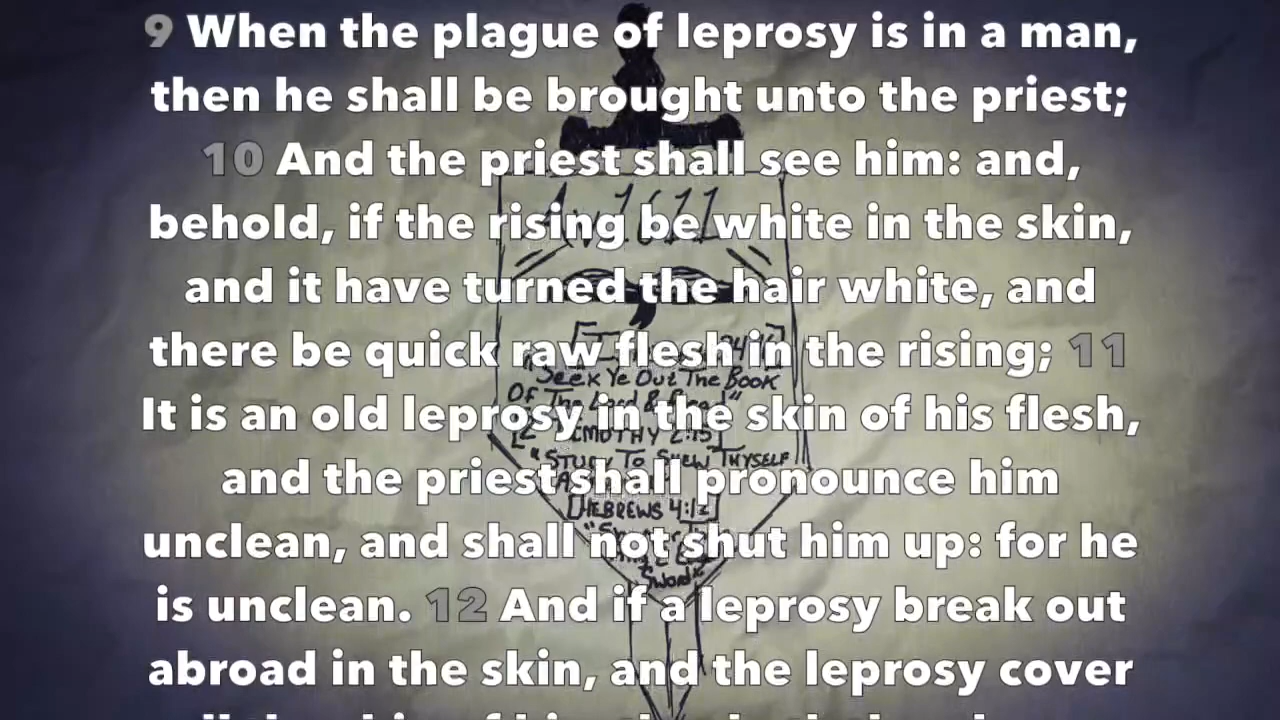 9 When the plague of leprosy is in a man,
then he shall be brought unto the priest;
10 And the priest shall see him: and,
behold, if the rising be white in the skin,
and it have turned the hair white, and
there be quick raw flesh in the rising; 11
It is an old leprosy in the skin of his flesh,
and the priest shall pronounce him
unclean, and shall not shut him up: for he
is unclean. 12 And if a leprosy break out
abroad in the skin, and the leprosy cover
1611
"Seek Ye Out The Book
Of The Lord &
TIMOTHY 2:15]
"STUDY TO SHEW THYSELF
[HEBREWS 4:12]
Sword"